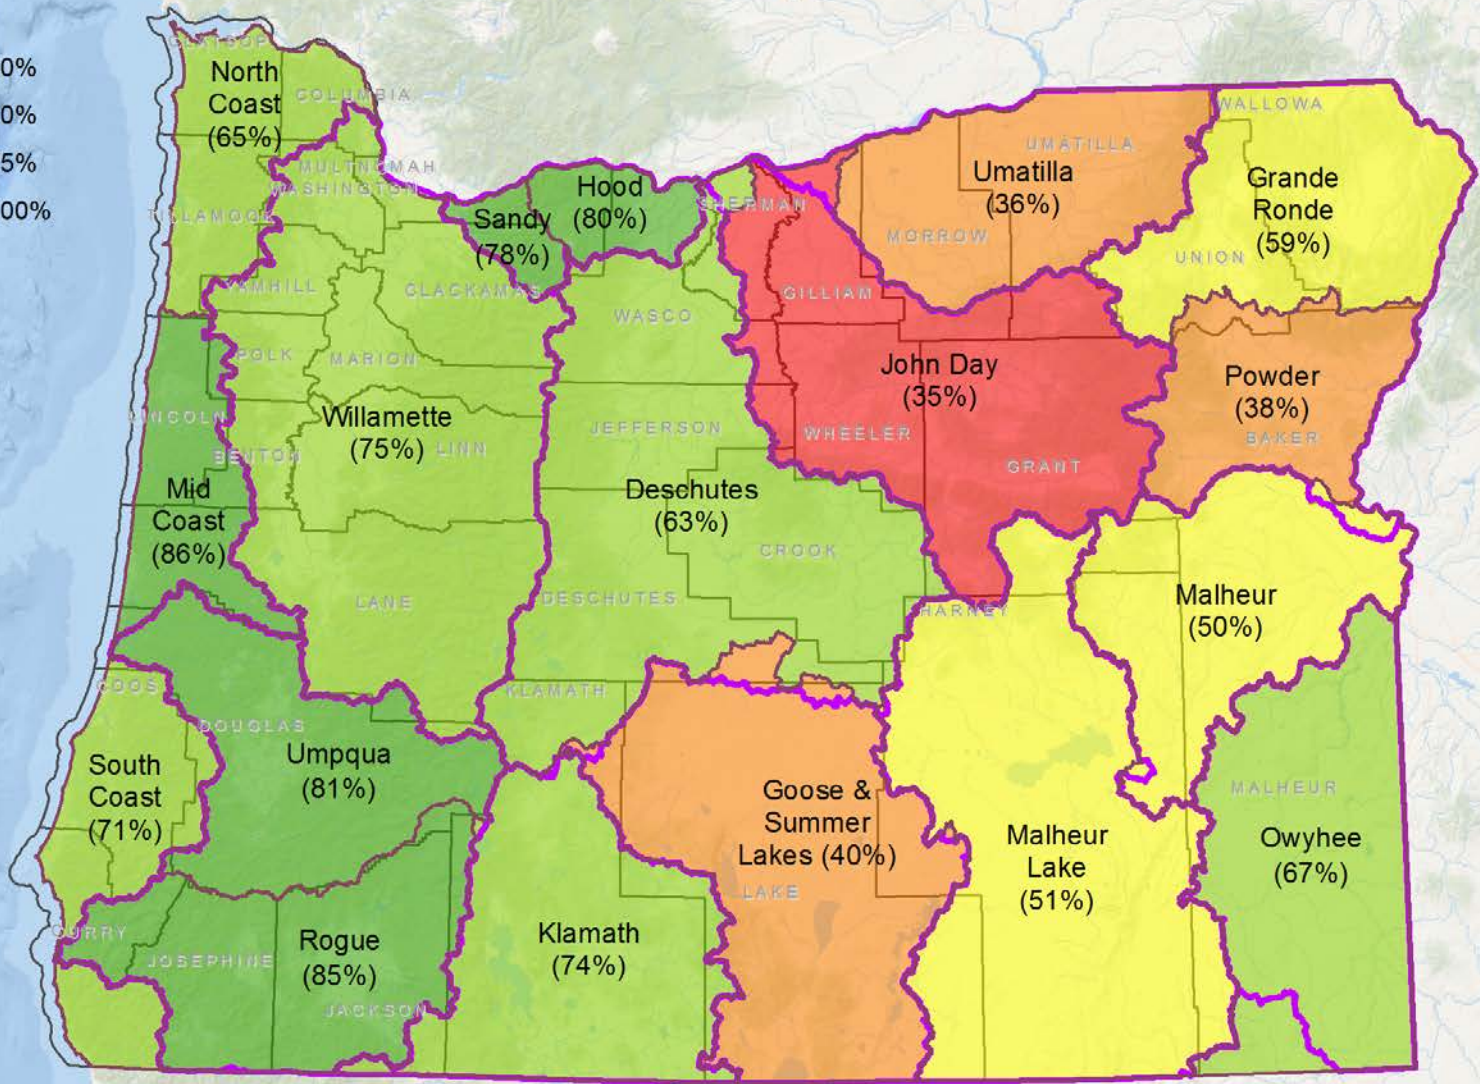 0%
0%
5%
00%
CLATSOP
North
Coast
(65%)
COLUMBIA
MULTNOMAH
WASHINGTON
TILLAMOOK
YAMHILL
CLACKAMAS
Sandy
(78%)
Hood
(80%)
SHERMAN
WASCO
GILLIAM
MORROW
UMATILLA
Umatilla
(36%)
WALLOWA
Grande
Ronde
(59%)
UNION
POLK
MARION
John Day
(35%)
Powder
(38%)
BAKER
LINCOLN
Willamette
(75%)
LINN
BENTON
JEFFERSON
WHEELER
GRANT
Mid
Coast
(86%)
Deschutes
(63%)
CROOK
LANE
DESCHUTES
HARNEY
Malheur
(50%)
COOS
DOUGLAS
KLAMATH
Umpqua
(81%)
South
Coast
(71%)
Goose &
Summer
Lakes (40%)
LAKE
Malheur
Lake
(51%)
MALHEUR
Owyhee
(67%)
CURRY
JOSEPHINE
Rogue
(85%)
JACKSON
Klamath
(74%)